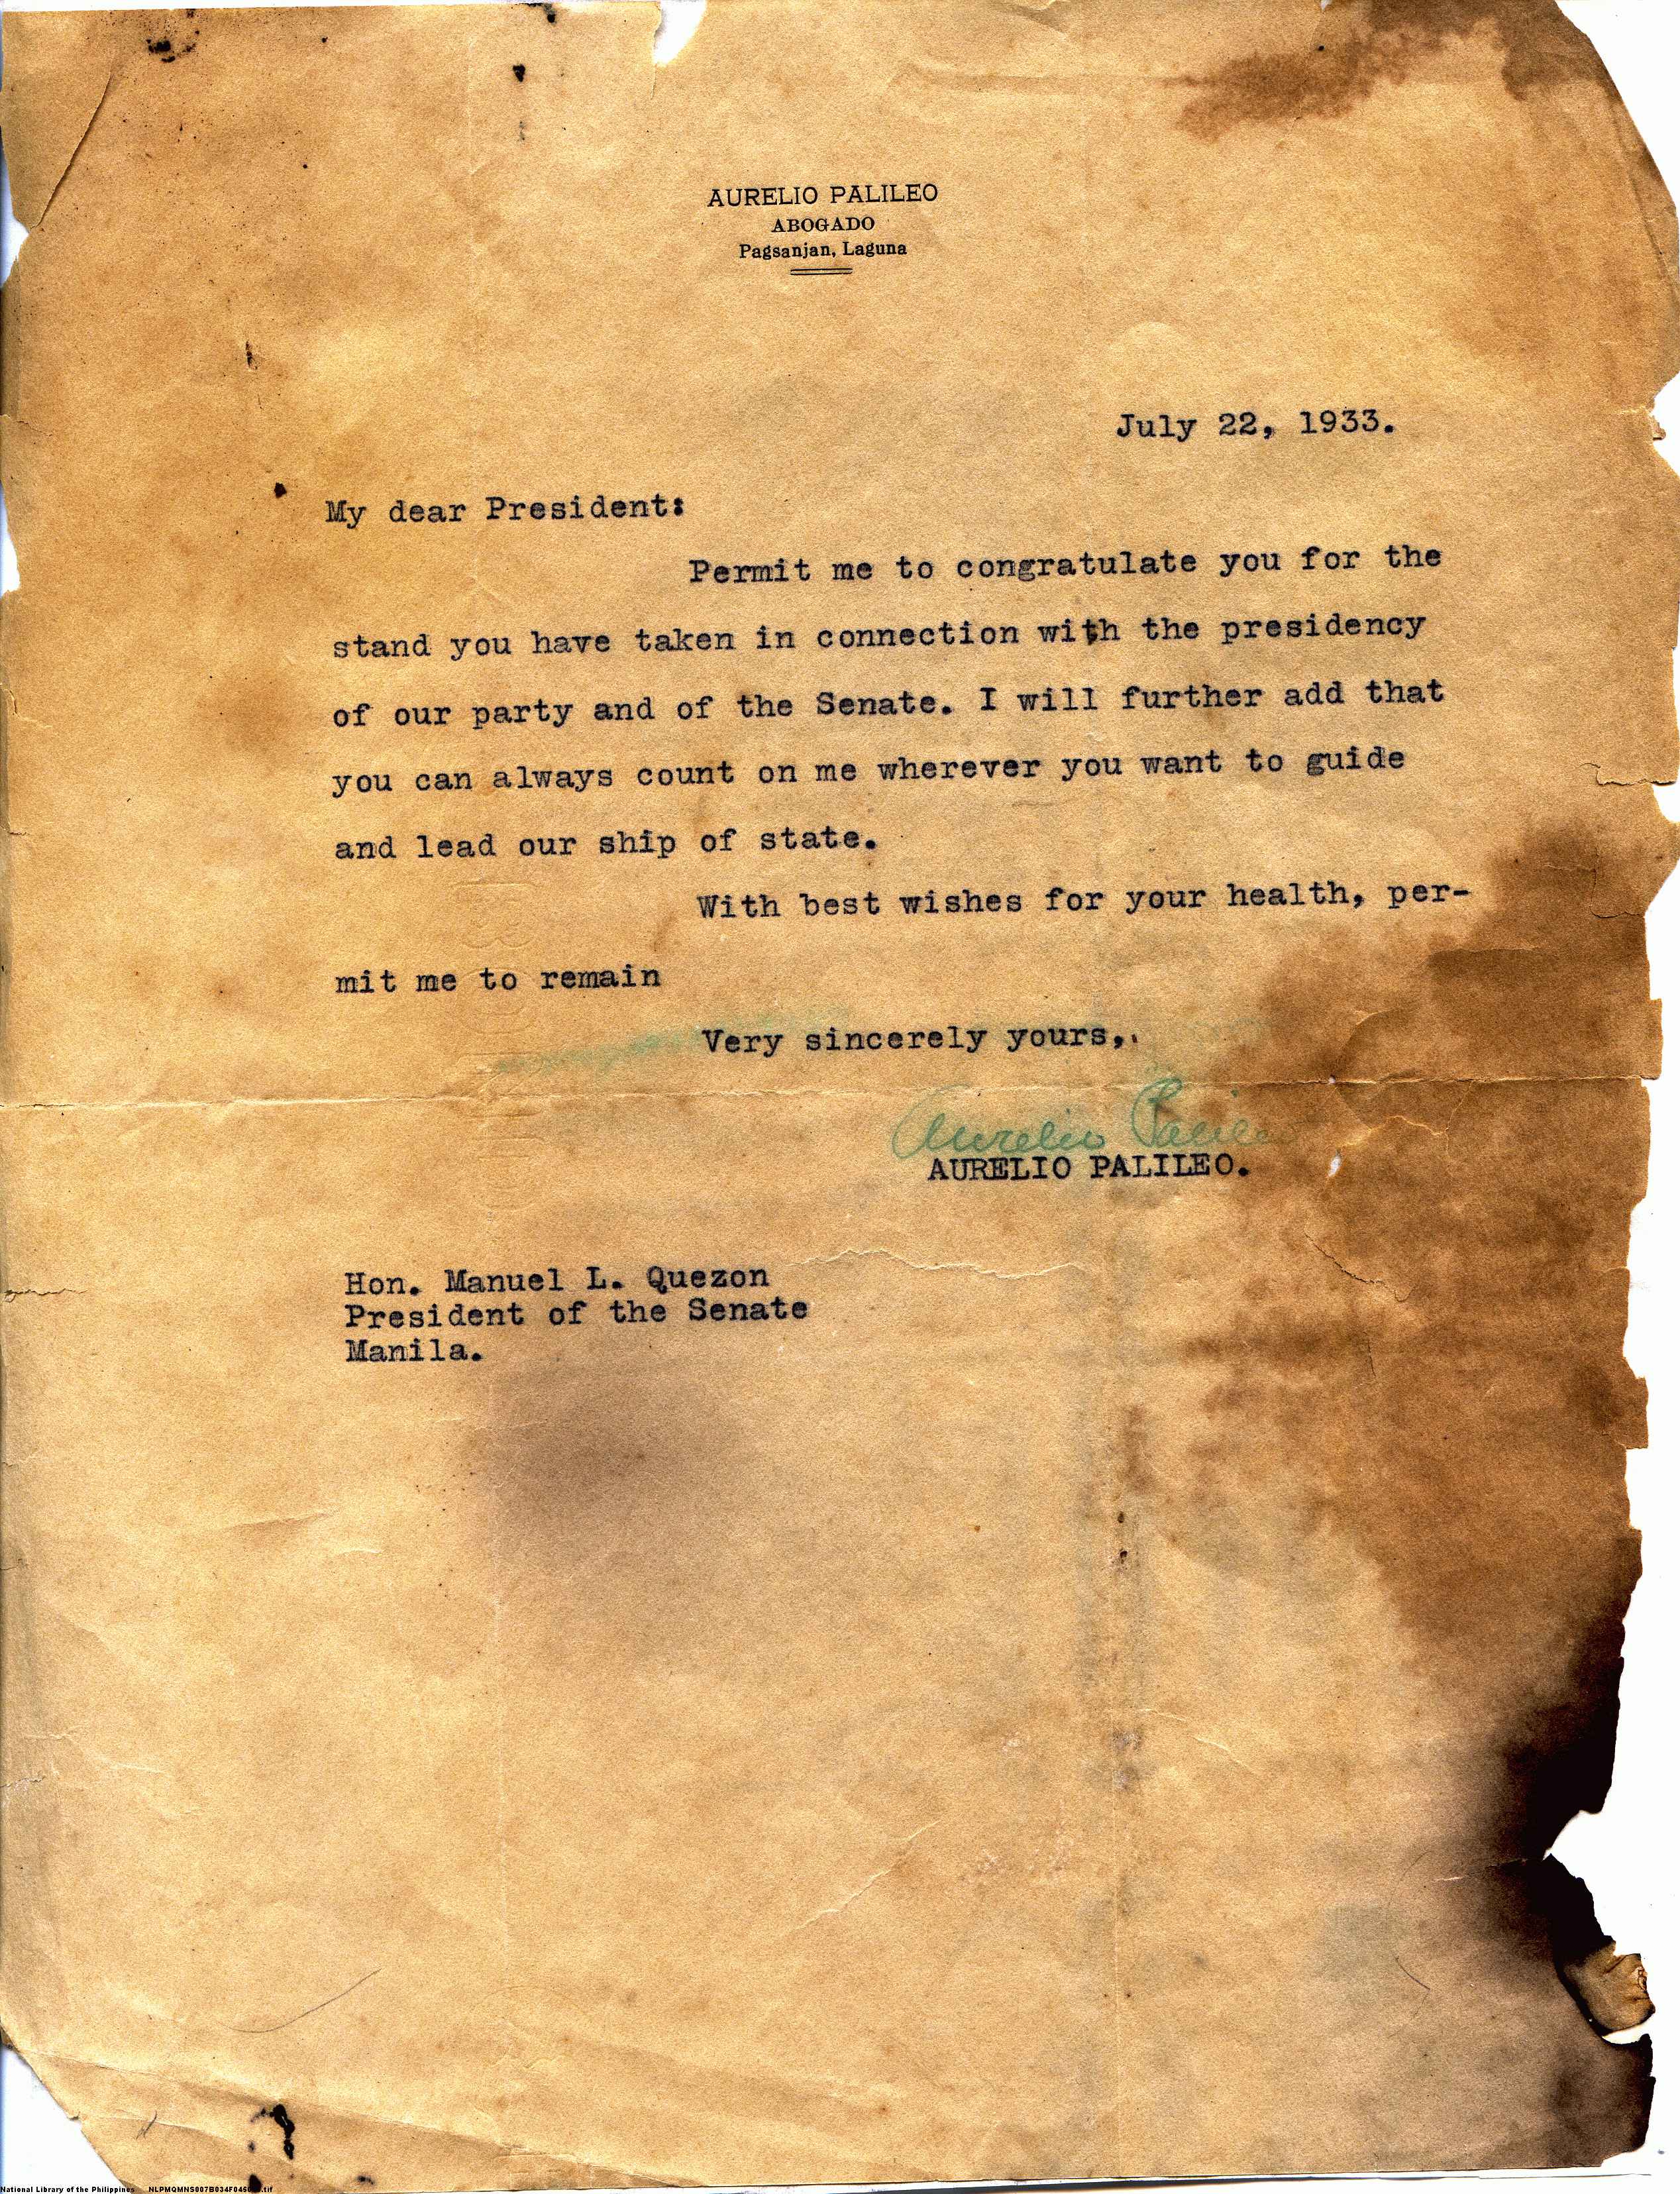 AURELIO PALILEO
ABOGADO
Pagsanjan, Laguna
July 22, 1933.
My dear President:
Permit me to congratulate you for the
stand you have taken in connection with the presidency
of our party and of the Senate. I will further add that
you can always count on me wherever you want to guide
and lead our ship of state.
With best wishes for your health, per-
mit me to remain
Very sincerely yours,.
Aurelio Palileo
AURELIO PALILEO.
Hon. Manuel L. Quezon
President of the Senate
Manila.
National Library of the Philippines